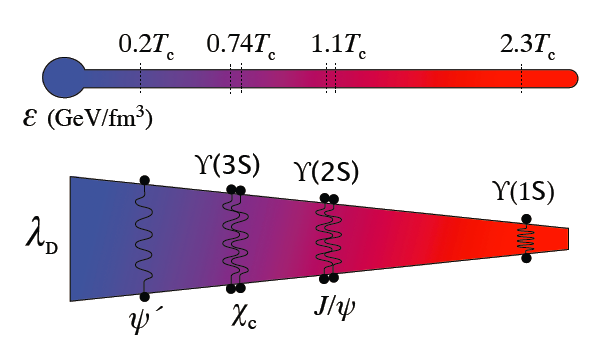 0.2T_c 0.74T_c 1.1T_c 2.3T_c
ε (GeV/fm³)
ϒ(3S) ϒ(2S) ϒ(1S)
λ_D
ψ´ χ_c J/ψ